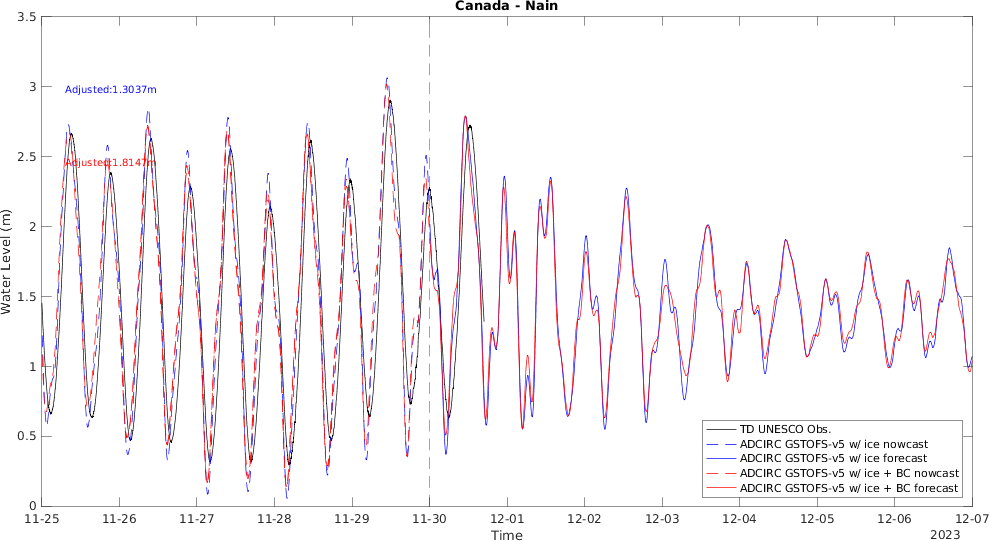 Canada - Nain
3.5
3
2.5
2
1.5
1
0.5
0
Water Level (m)
Adjusted:1.3037m
Adjusted:1.8147m
TD UNESCO Obs.
ADCIRC GSTOFS-v5 w/ ice nowcast
ADCIRC GSTOFS-v5 w/ ice forecast
ADCIRC GSTOFS-v5 w/ ice + BC nowcast
ADCIRC GSTOFS-v5 w/ ice + BC forecast
11-25 11-26 11-27 11-28 11-29 11-30 12-01 12-02 12-03 12-04 12-05 12-06 12-07
Time
2023